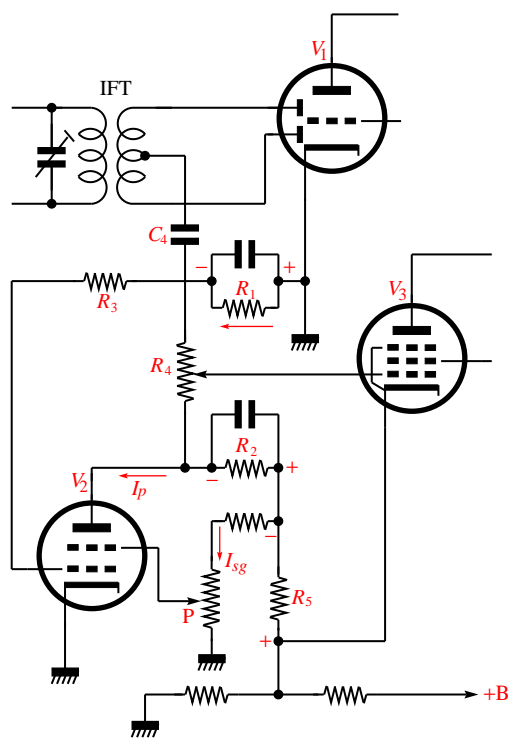 V1
IFT
C4
− +
R1
R3
V3
R4
R2
− +
V2
Ip
−
Isg
P
R5
+
+B